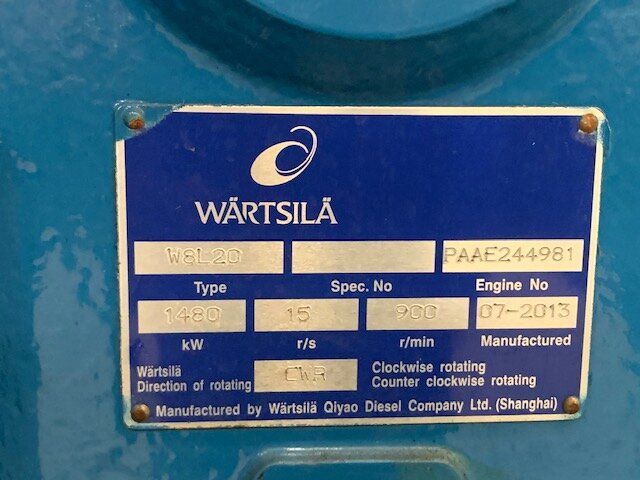 WÄRTSILÄ
W8L20 PAAE244981
Type Spec. No Engine No
1480 15 900 07-2013
kW r/s r/min Manufactured
Wärtsilä
Direction of rotating
CWR
Clockwise rotating
Counter clockwise rotating
Manufactured by Wärtsilä Qiyao Diesel Company Ltd. (Shanghai)